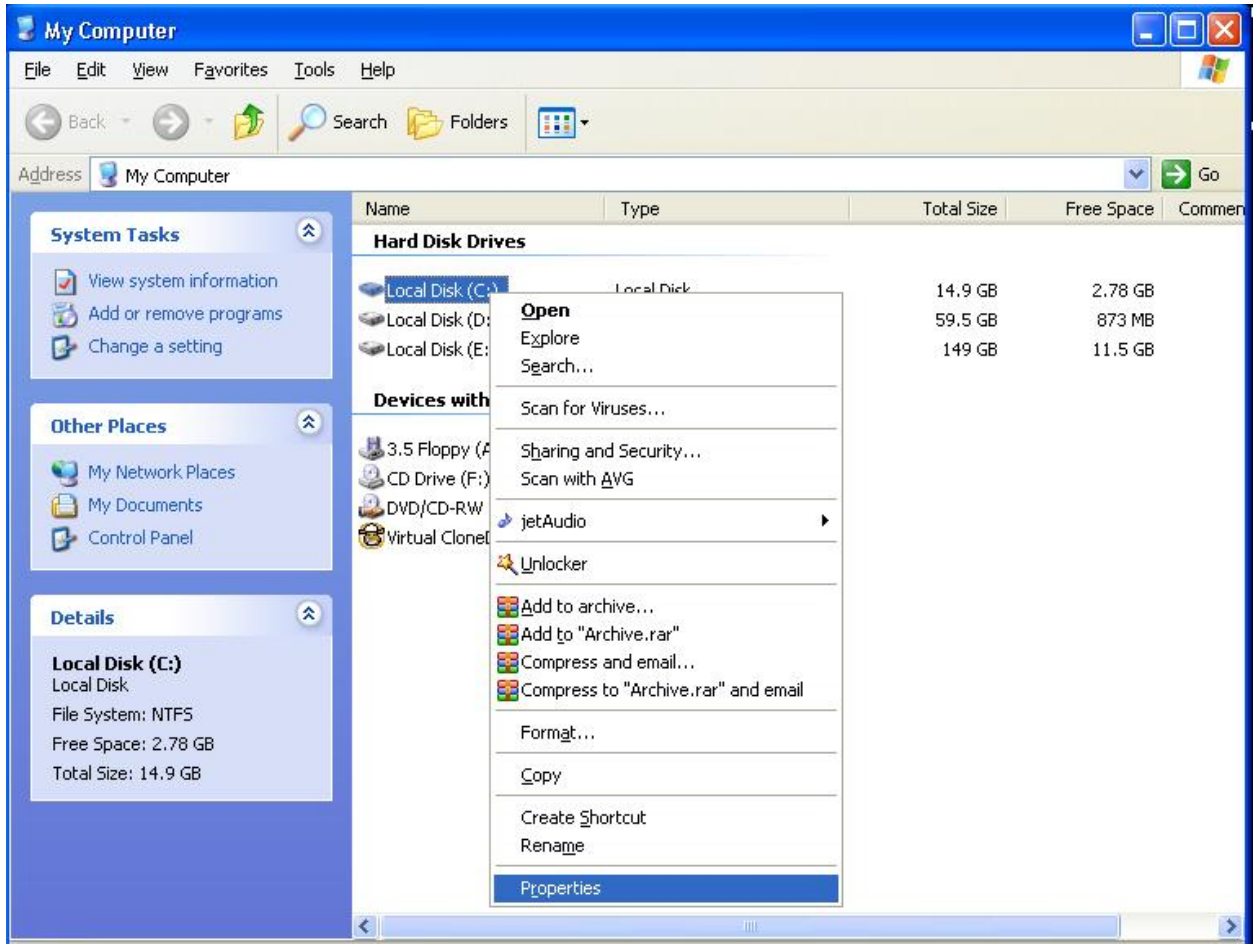 My Computer
File Edit View Favorites Tools Help
Back Search Folders
Address My Computer Go
System Tasks
View system information
Add or remove programs
Change a setting
Other Places
My Network Places
My Documents
Control Panel
Details
Local Disk (C:)
Local Disk
File System: NTFS
Free Space: 2.78 GB
Total Size: 14.9 GB
Name Type Total Size Free Space Commen
Hard Disk Drives
Local Disk (C:) Local Disk 14.9 GB 2.78 GB
Local Disk (D: 59.5 GB 873 MB
Local Disk (E: 149 GB 11.5 GB
Devices with
3.5 Floppy (A
CD Drive (F:)
DVD/CD-RW
Virtual Clone
Open
Explore
Search...
Scan for Viruses...
Sharing and Security...
Scan with AVG
jetAudio
Unlocker
Add to archive...
Add to "Archive.rar"
Compress and email...
Compress to "Archive.rar" and email
Format...
Copy
Create Shortcut
Rename
Properties